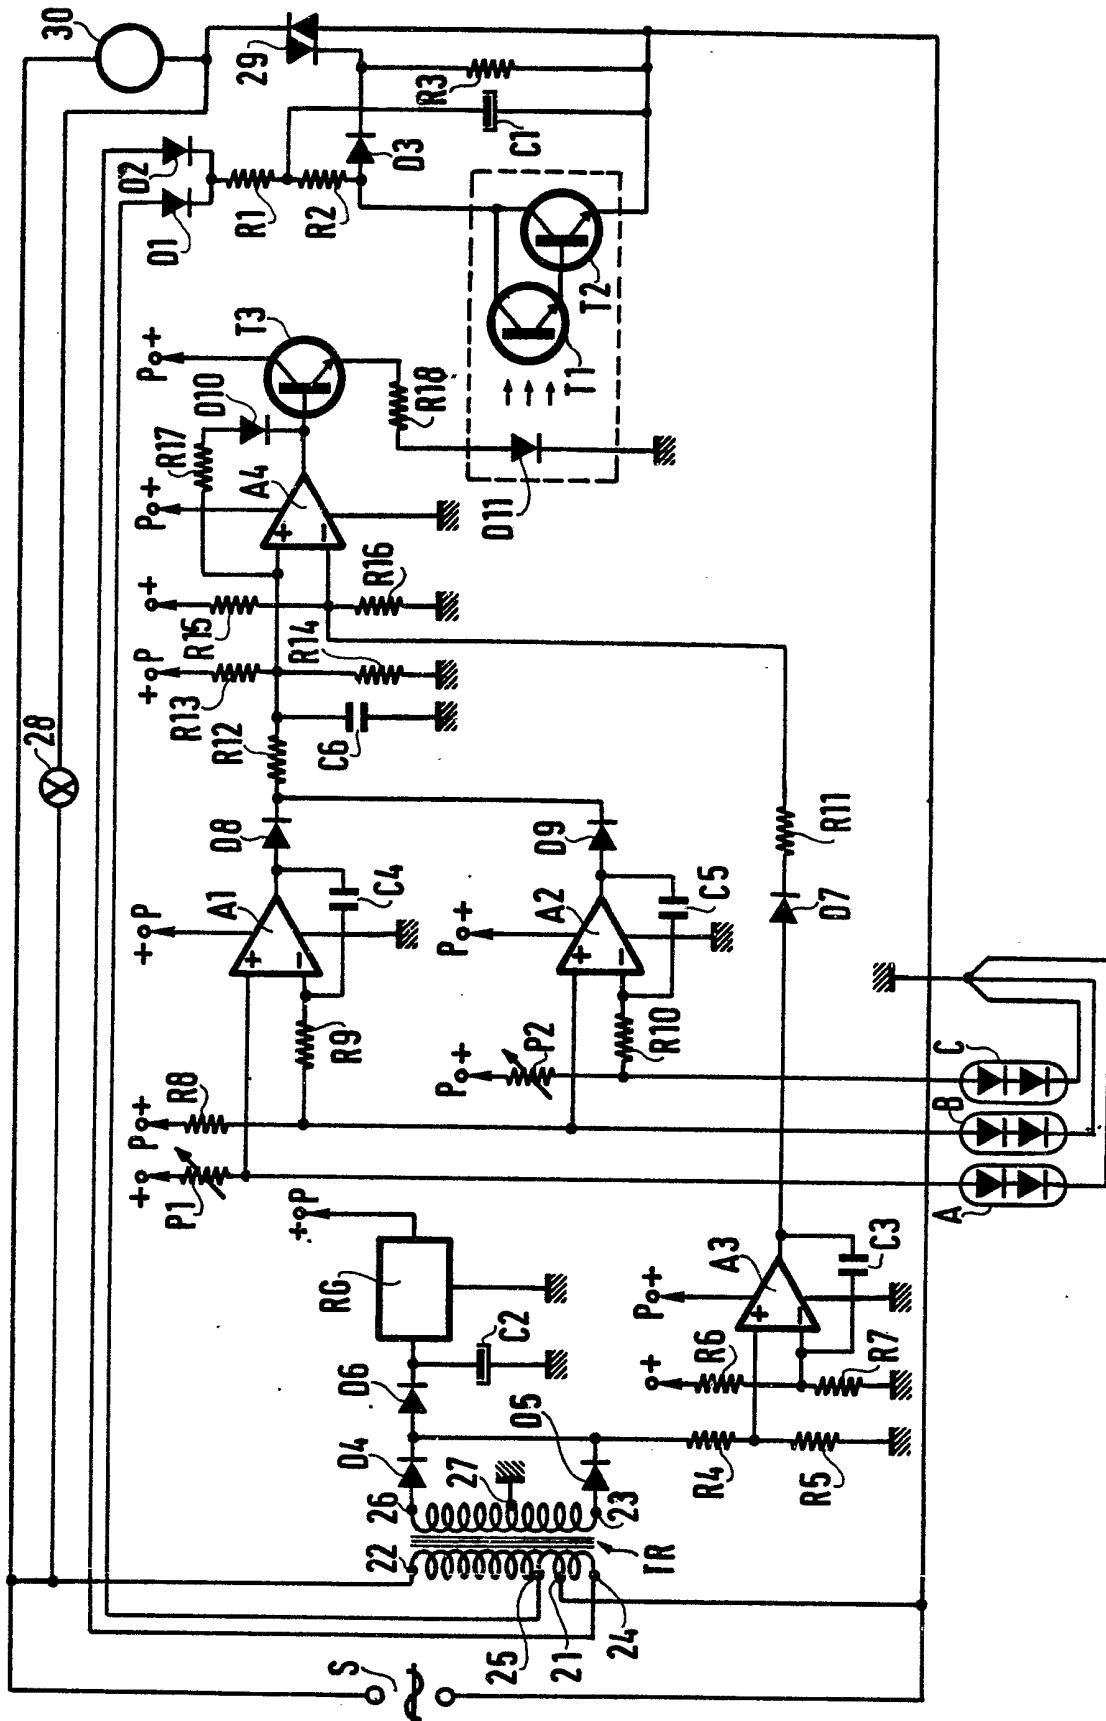 28
30
D1
D2
+
+
P
+
P
+
+
P
+
P
+
P
+
P1
R8
R13
R15
R17
D10
T3
R1
29
A1
D8
R12
A4
+
−
+
−
R14
R16
R2
+
P
RG
R9
C4
C6
D3
R3
C1
S
22
26
D4
D6
C2
27
P
+
P
+
P2
A2
D9
+
−
R10
C5
D11
R18
T1
T2
25
21
24
TR
23
D5
+
P
+
R6
A3
+
−
R4
R5
R7
C3
D7
R11
A
B
C